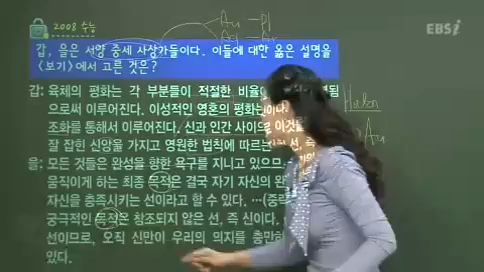 2008 수능
Au - Pl
EBSi
갑, 을은 서양 중세 사상가들이다. 이들에 대한 옳은 설명을
<보기>에서 고른 것은?
갑: 육체의 평화는 각 부분들이 적절한 비율
으로써 이루어진다. 이성적인 영혼의 평화는
조화를 통해서 이루어진다. 신과 인간 사이
잘 잡힌 신앙을 가지고 영원한 법칙에 따르는
Au
을: 모든 것들은 완성을 향한 욕구를 지니고 있으므
움직이게 하는 최종 목적은 결국 자기 자신의 완
자신을 충족시키는 선이라고 할 수 있다. …(중략
궁극적인 목적은 창조되지 않은 선, 즉 신이다.
선이므로, 오직 신만이 우리의 의지를 충만하
있다.